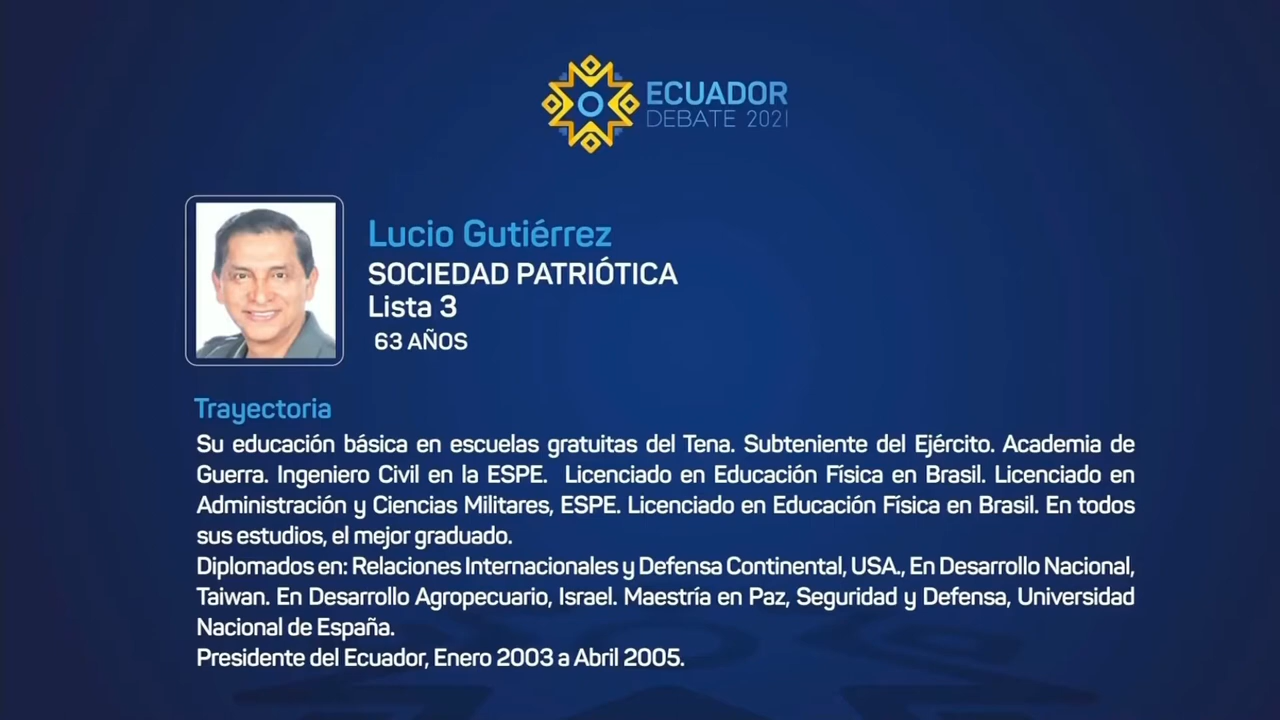 ECUADOR
DEBATE 2021
Lucio Gutiérrez
SOCIEDAD PATRIÓTICA
Lista 3
63 AÑOS
Trayectoria
Su educación básica en escuelas gratuitas del Tena. Subteniente del Ejército. Academia de
Guerra. Ingeniero Civil en la ESPE. Licenciado en Educación Física en Brasil. Licenciado en
Administración y Ciencias Militares, ESPE. Licenciado en Educación Física en Brasil. En todos
sus estudios, el mejor graduado.
Diplomados en: Relaciones Internacionales y Defensa Continental, USA., En Desarrollo Nacional,
Taiwan. En Desarrollo Agropecuario, Israel. Maestría en Paz, Seguridad y Defensa, Universidad
Nacional de España.
Presidente del Ecuador, Enero 2003 a Abril 2005.